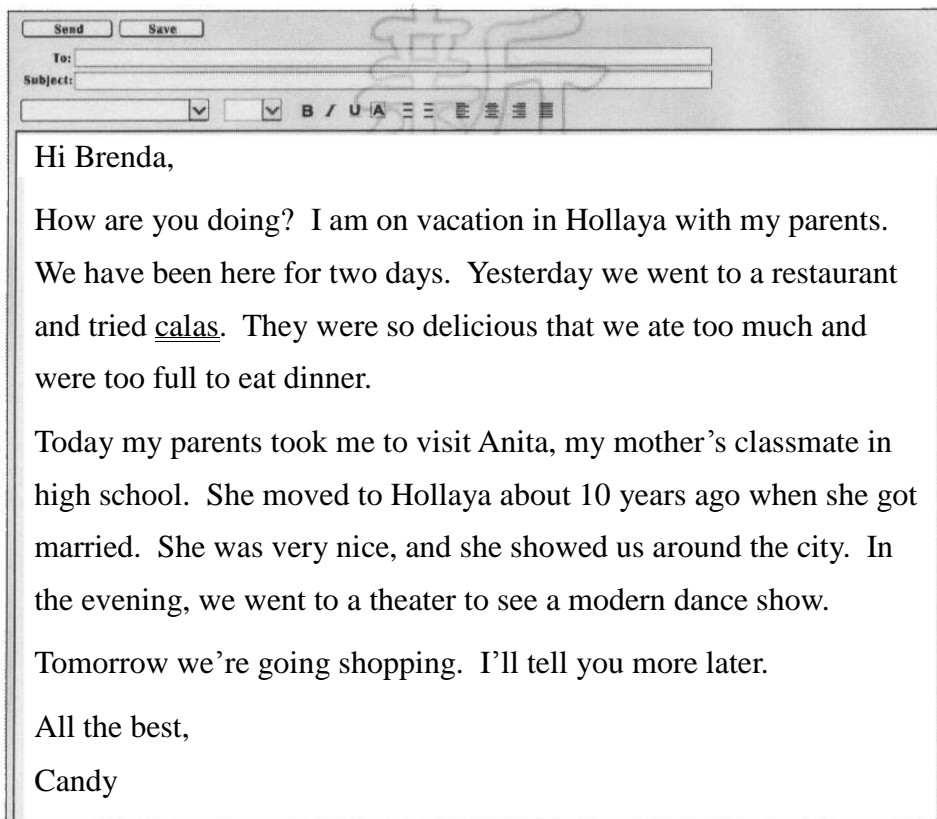 Send Save
To:
Subject:
B I U A
新
Hi Brenda,
How are you doing? I am on vacation in Hollaya with my parents.
We have been here for two days. Yesterday we went to a restaurant
and tried calas. They were so delicious that we ate too much and
were too full to eat dinner.
Today my parents took me to visit Anita, my mother’s classmate in
high school. She moved to Hollaya about 10 years ago when she got
married. She was very nice, and she showed us around the city. In
the evening, we went to a theater to see a modern dance show.
Tomorrow we’re going shopping. I’ll tell you more later.
All the best,
Candy